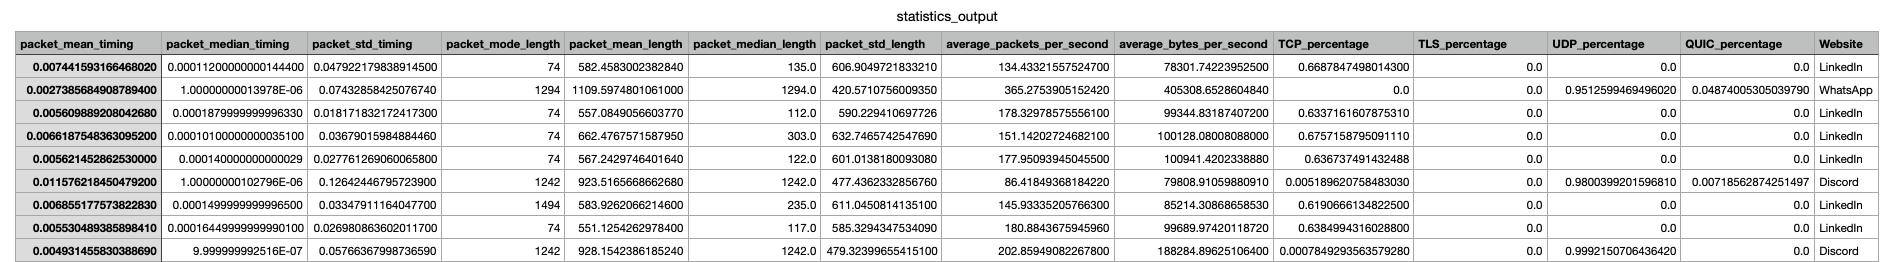 statistics_output
packet_mean_timing packet_median_timing packet_std_timing packet_mode_length packet_mean_length packet_median_length packet_std_length average_packets_per_second average_bytes_per_second TCP_percentage TLS_percentage UDP_percentage QUIC_percentage Website
0.007441593166468020 0.00011200000000144400 0.047922179838914500 74 582.4583002382840 135.0 606.9049721833210 134.43321557524700 78301.74223952500 0.6687847498014300 0.0 0.0 0.0 LinkedIn
0.0027385684908789400 1.00000000013978E-06 0.07432858425076740 1294 1109.5974801061000 1294.0 420.5710756009350 365.2753905152420 405308.6528604840 0.0 0.0 0.9512599469496020 0.04874005305039790 WhatsApp
0.005609889208042680 0.0001879999999996330 0.018171832172417300 74 557.0849056603770 112.0 590.229410697726 178.32978575556100 99344.83187407200 0.6337161607875310 0.0 0.0 0.0 LinkedIn
0.0066187548363095200 0.00010100000000035100 0.03679015984884460 74 662.4767571587950 303.0 632.7465742547690 151.14202724682100 100128.08008088000 0.6757158795091110 0.0 0.0 0.0 LinkedIn
0.005621452862530000 0.000140000000000029 0.027761269060065800 74 567.2429746401640 122.0 601.0138180093080 177.95093945045500 100941.4202338880 0.636737491432488 0.0 0.0 0.0 LinkedIn
0.011576218450479200 1.00000000102796E-06 0.12642446795723900 1242 923.5165668662680 1242.0 477.4362332856760 86.41849368184220 79808.91059880910 0.005189620758483030 0.0 0.9800399201596810 0.00718562874251497 Discord
0.006855177573822830 0.0001499999999996500 0.03347911164047700 1494 583.9262066214600 235.0 611.0450814135100 145.93335205766300 85214.30868658530 0.6190666134822500 0.0 0.0 0.0 LinkedIn
0.005530489385898410 0.00016449999999990100 0.026980863602011700 74 551.1254262978400 117.0 585.3294347534090 180.8843675945960 99689.97420118720 0.6384994316028800 0.0 0.0 0.0 LinkedIn
0.004931455830388690 9.999999992516E-07 0.05766367998736590 1242 928.1542386185240 1242.0 479.32399655415100 202.85949082267800 188284.89625106400 0.0007849293563579280 0.0 0.9992150706436420 0.0 Discord